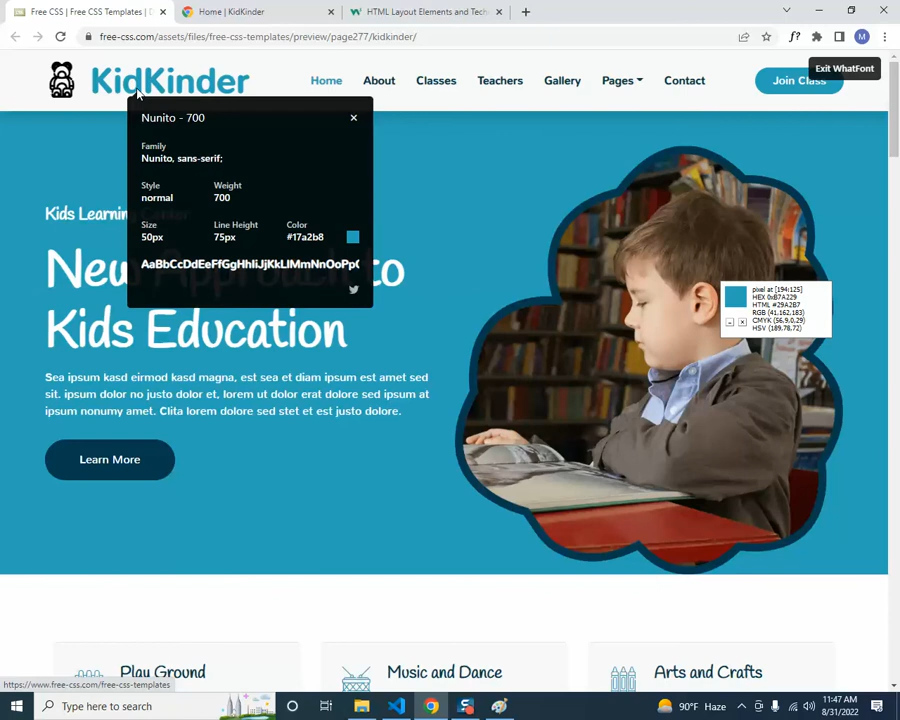 Free CSS | Free CSS Templates | D
Home | KidKinder
HTML Layout Elements and Tech
free-css.com/assets/files/free-css-templates/preview/page277/kidkinder/
f?
M
KidKinder
Home
About
Classes
Teachers
Gallery
Pages
Contact
Join Class
Exit WhatFont
Nunito - 700
Family
Nunito, sans-serif;
Style
Weight
normal
700
Size
Line Height
Color
50px
75px
#17a2b8
AaBbCcDdEeFfGgHhIiJjKkLlMmNnOoPpQ
Kids Learning Center
New Approach to
Kids Education
Sea ipsum kasd eirmod kasd magna, est sea et diam ipsum est amet sed
sit. ipsum dolor no justo dolor et, lorem ut dolor erat dolore sed ipsum at
ipsum nonumy amet. Clita lorem dolore sed stet et est justo dolore.
Learn More
pixel at [194:125]
HEX 0xB7A229
HTML #29A2B7
RGB (41.162.183)
CMYK (56.9.0.29)
HSV (189.78.72)
Play Ground
Music and Dance
Arts and Crafts
https://www.free-css.com/free-css-templates
Type here to search
90°F Haze
11:47 AM
8/31/2022